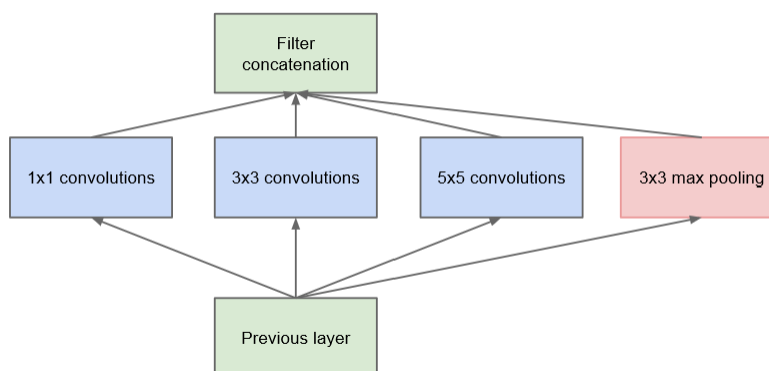 Filter
concatenation
1x1 convolutions
3x3 convolutions
5x5 convolutions
3x3 max pooling
Previous layer